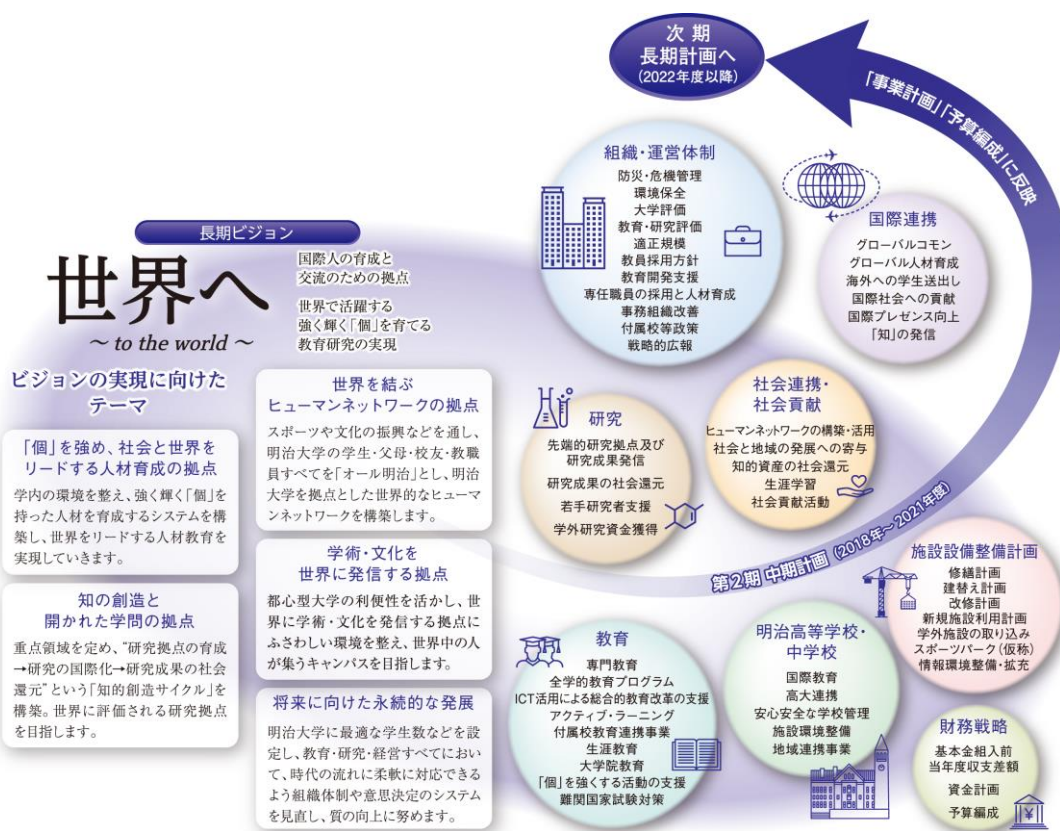 長期ビジョン
世界へ
～ to the world ～
国際人の育成と
交流のための拠点
世界で活躍する
強く輝く「個」を育てる
教育研究の実現
ビジョンの実現に向けた
テーマ
「個」を強め、社会と世界を
リードする人材育成の拠点
学内の環境を整え、強く輝く「個」を
持った人材を育成するシステムを構
築し、世界をリードする人材教育を
実現していきます。
知の創造と
開かれた学問の拠点
重点領域を定め、“研究拠点の育成
→研究の国際化→研究成果の社会
還元”という「知的創造サイクル」を
構築。世界に評価される研究拠点
を目指します。
世界を結ぶ
ヒューマンネットワークの拠点
スポーツや文化の振興などを通し、
明治大学の学生・父母・校友・教職
員すべてを「オール明治」とし、明治
大学を拠点とした世界的なヒューマ
ンネットワークを構築します。
学術・文化を
世界に発信する拠点
都心型大学の利便性を活かし、世
界に学術・文化を発信する拠点に
ふさわしい環境を整え、世界中の人
が集うキャンパスを目指します。
将来に向けた永続的な発展
明治大学に最適な学生数などを設
定し、教育・研究・経営すべてにおい
て、時代の流れに柔軟に対応できる
よう組織体制や意思決定のシステム
を見直し、質の向上に努めます。
次期
長期計画へ
(2022年度以降)
「事業計画」「予算編成」に反映
組織・運営体制
防災・危機管理
環境保全
大学評価
教育・研究評価
適正規模
教員採用方針
教育開発支援
専任職員の採用と人材育成
事務組織改善
付属校等政策
戦略的広報
国際連携
グローバルコモン
グローバル人材育成
海外への学生送出し
国際社会への貢献
国際プレゼンス向上
「知」の発信
研究
先端的研究拠点及び
研究成果発信
研究成果の社会還元
若手研究者支援
学外研究資金獲得
社会連携・
社会貢献
ヒューマンネットワークの構築・活用
社会と地域の発展への寄与
知的資産の社会還元
生涯学習
社会貢献活動
第2期 中期計画 (2018年～2021年度)
教育
専門教育
全学的教育プログラム
ICT活用による総合的教育改革の支援
アクティブ・ラーニング
付属校教育連携事業
生涯教育
大学院教育
「個」を強くする活動の支援
難関国家試験対策
明治高等学校・
中学校
国際教育
高大連携
安心安全な学校管理
施設環境整備
地域連携事業
施設設備整備計画
修繕計画
建替え計画
改修計画
新規施設利用計画
学外施設の取り込み
スポーツパーク(仮称)
情報環境整備・拡充
財務戦略
基本金組入前
当年度収支差額
資金計画
予算編成
¥